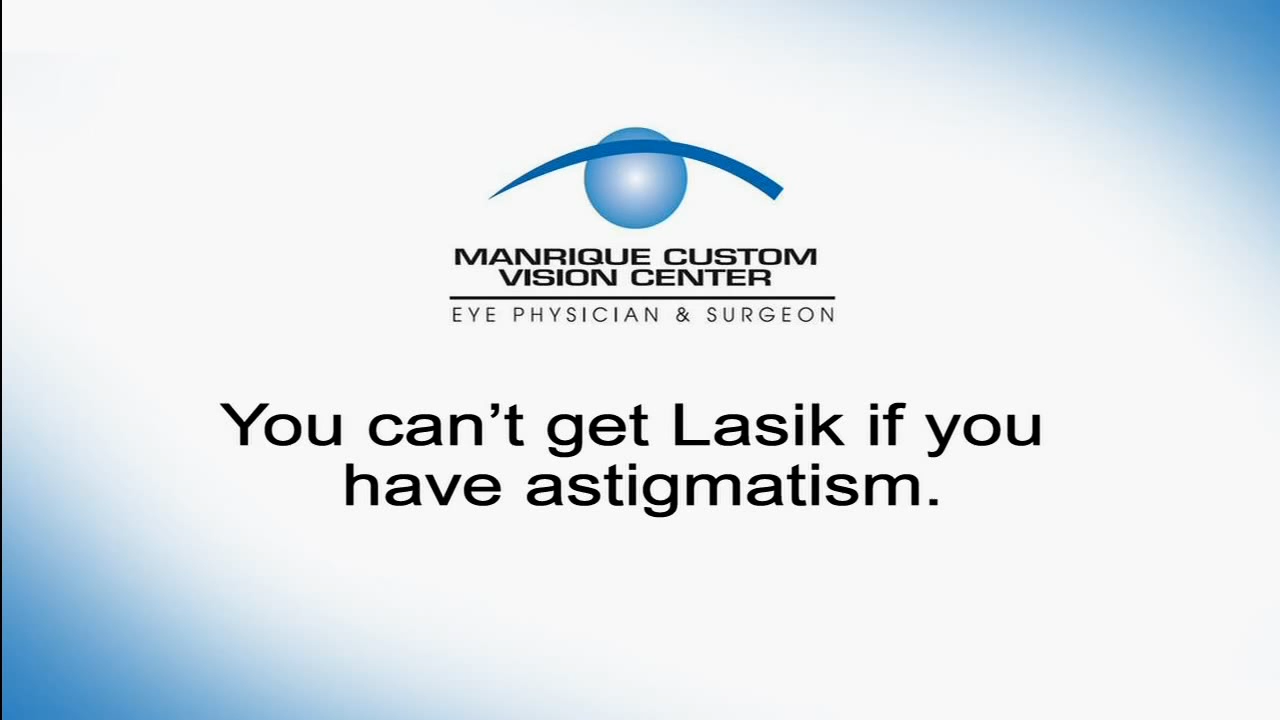 MANRIQUE CUSTOM
VISION CENTER
EYE PHYSICIAN & SURGEON
You can’t get Lasik if you
have astigmatism.